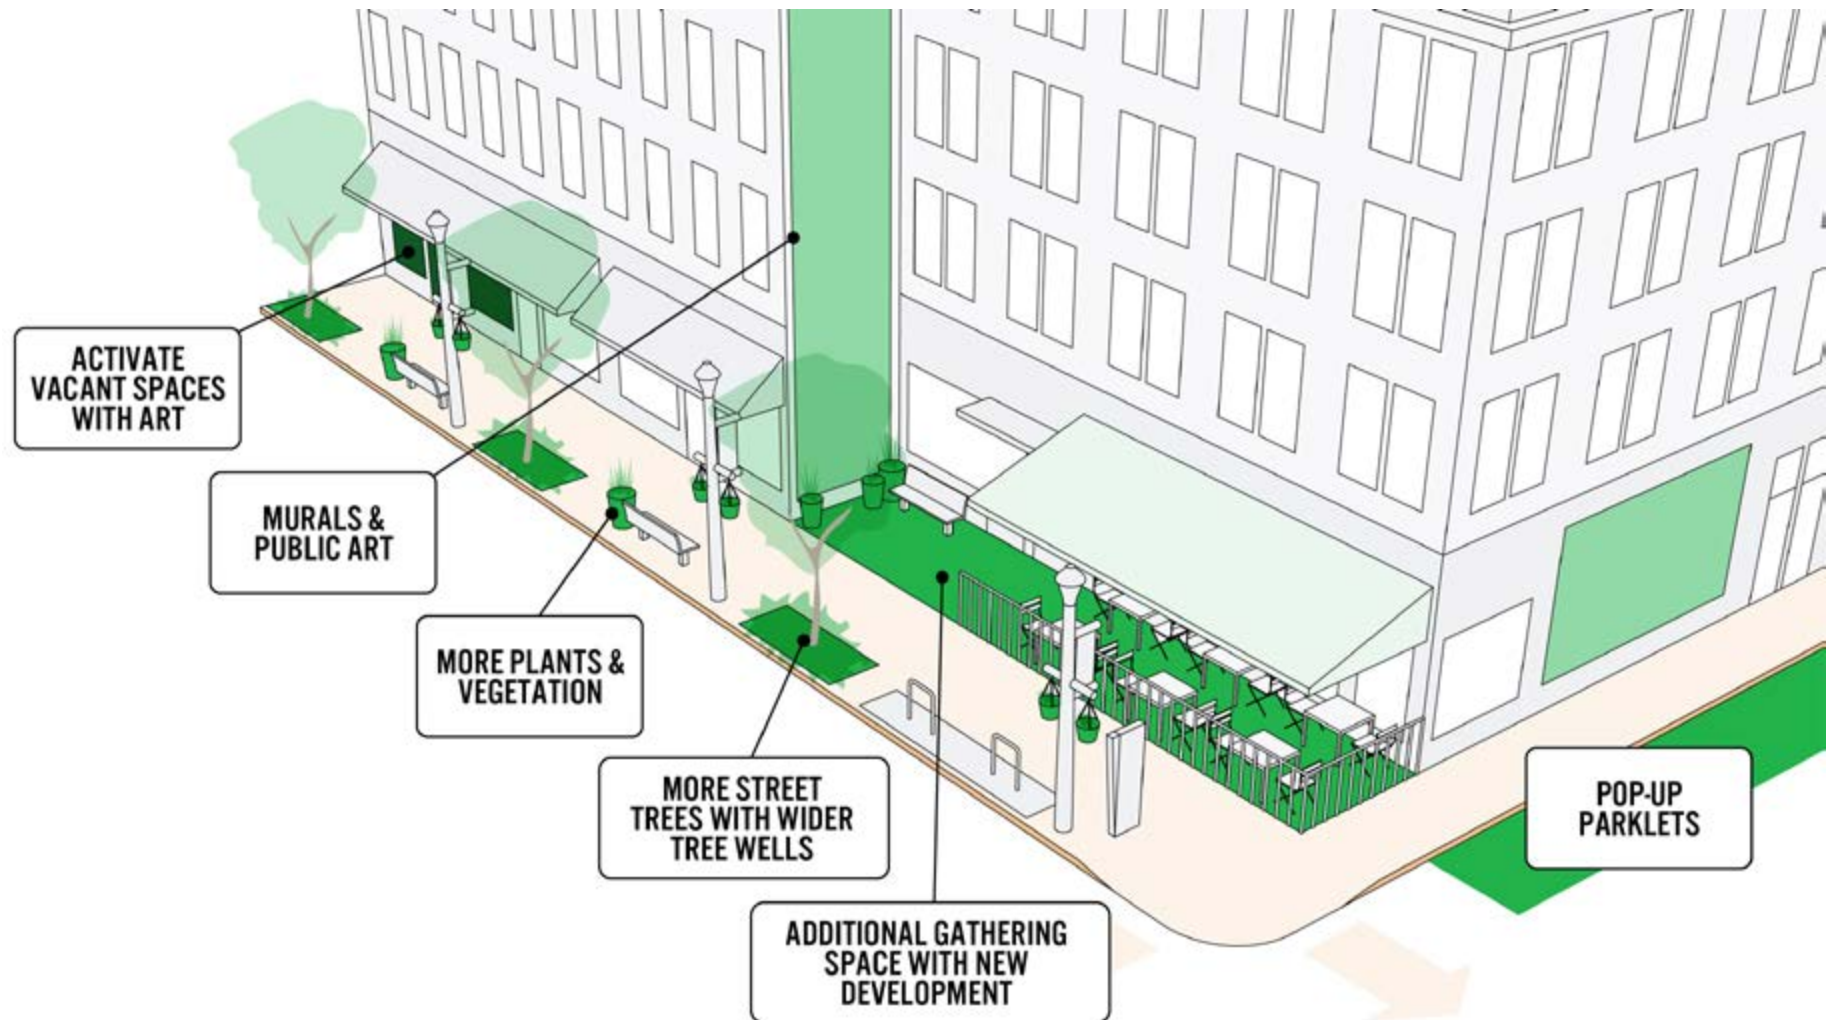 ACTIVATE
VACANT SPACES
WITH ART
MURALS &
PUBLIC ART
MORE PLANTS &
VEGETATION
MORE STREET
TREES WITH WIDER
TREE WELLS
ADDITIONAL GATHERING
SPACE WITH NEW
DEVELOPMENT
POP-UP
PARKLETS